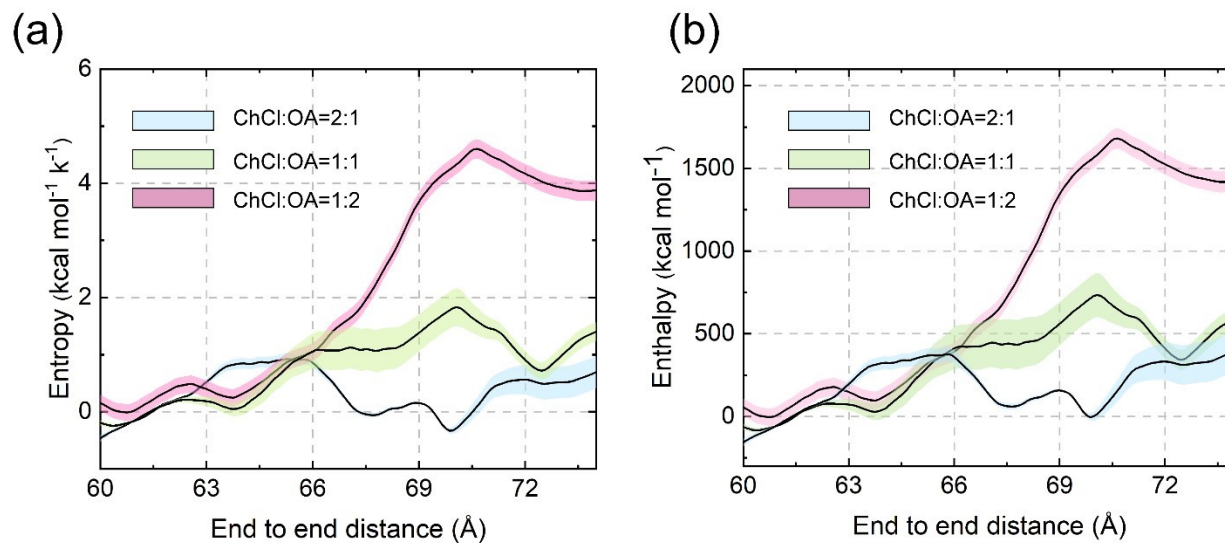 (a)
Entropy (kcal mol⁻¹ k⁻¹)
6
4
2
0
ChCl:OA=2:1
ChCl:OA=1:1
ChCl:OA=1:2
60 63 66 69 72
End to end distance (Å)
(b)
Enthalpy (kcal mol⁻¹)
2000
1500
1000
500
0
ChCl:OA=2:1
ChCl:OA=1:1
ChCl:OA=1:2
60 63 66 69 72
End to end distance (Å)